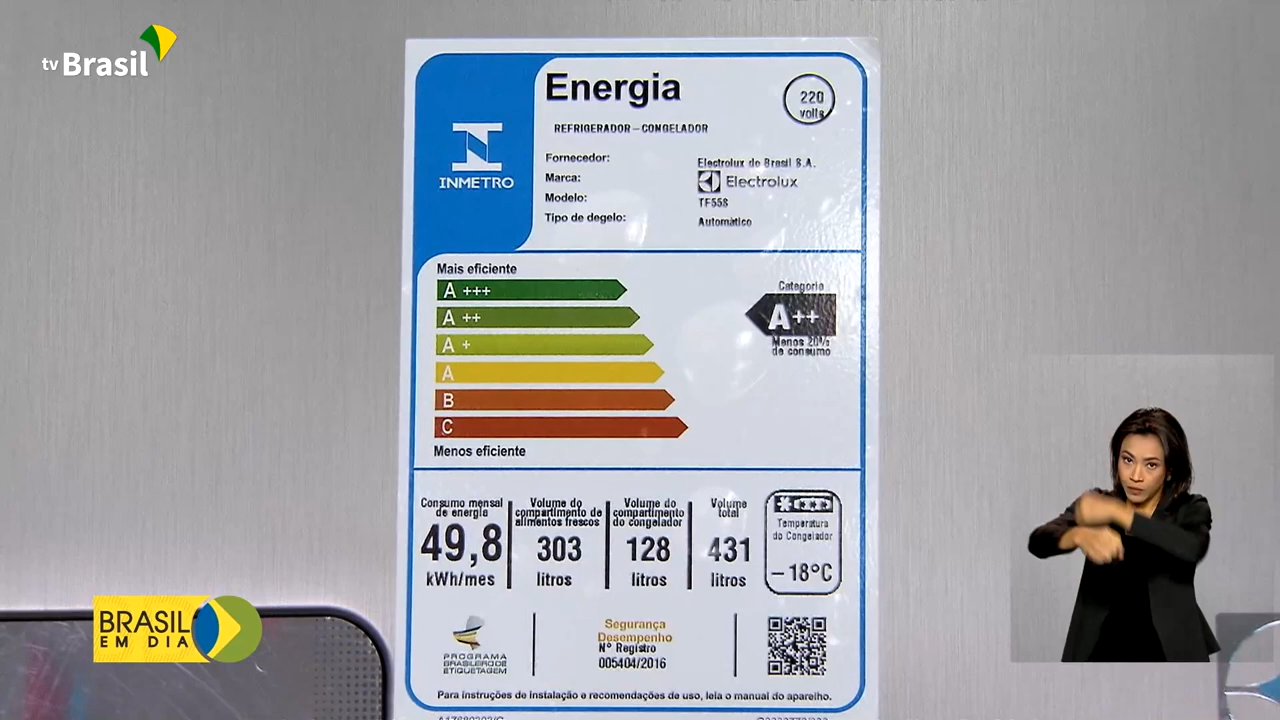 tv Brasil
Energia
220
volts
REFRIGERADOR – CONGELADOR
INMETRO
Fornecedor: Electrolux do Brasil S.A.
Marca: Electrolux
Modelo: TF55S
Tipo de degelo: Automático
Mais eficiente
A +++
A ++
A +
A
B
C
Menos eficiente
Categoria
A++
Menos 20%
de consumo
Consumo mensal
de energia
49,8
kWh/mes
Volume do
compartimento de
alimentos frescos
303
litros
Volume do
compartimento
do congelador
128
litros
Volume
total
431
litros
Temperatura
do Congelador
–18°C
PROGRAMA
BRASILEIRO DE
ETIQUETAGEM
Segurança
Desempenho
N° Registro
005404/2016
Para instruções de instalação e recomendações de uso, leia o manual do aparelho.
BRASIL
EM DIA